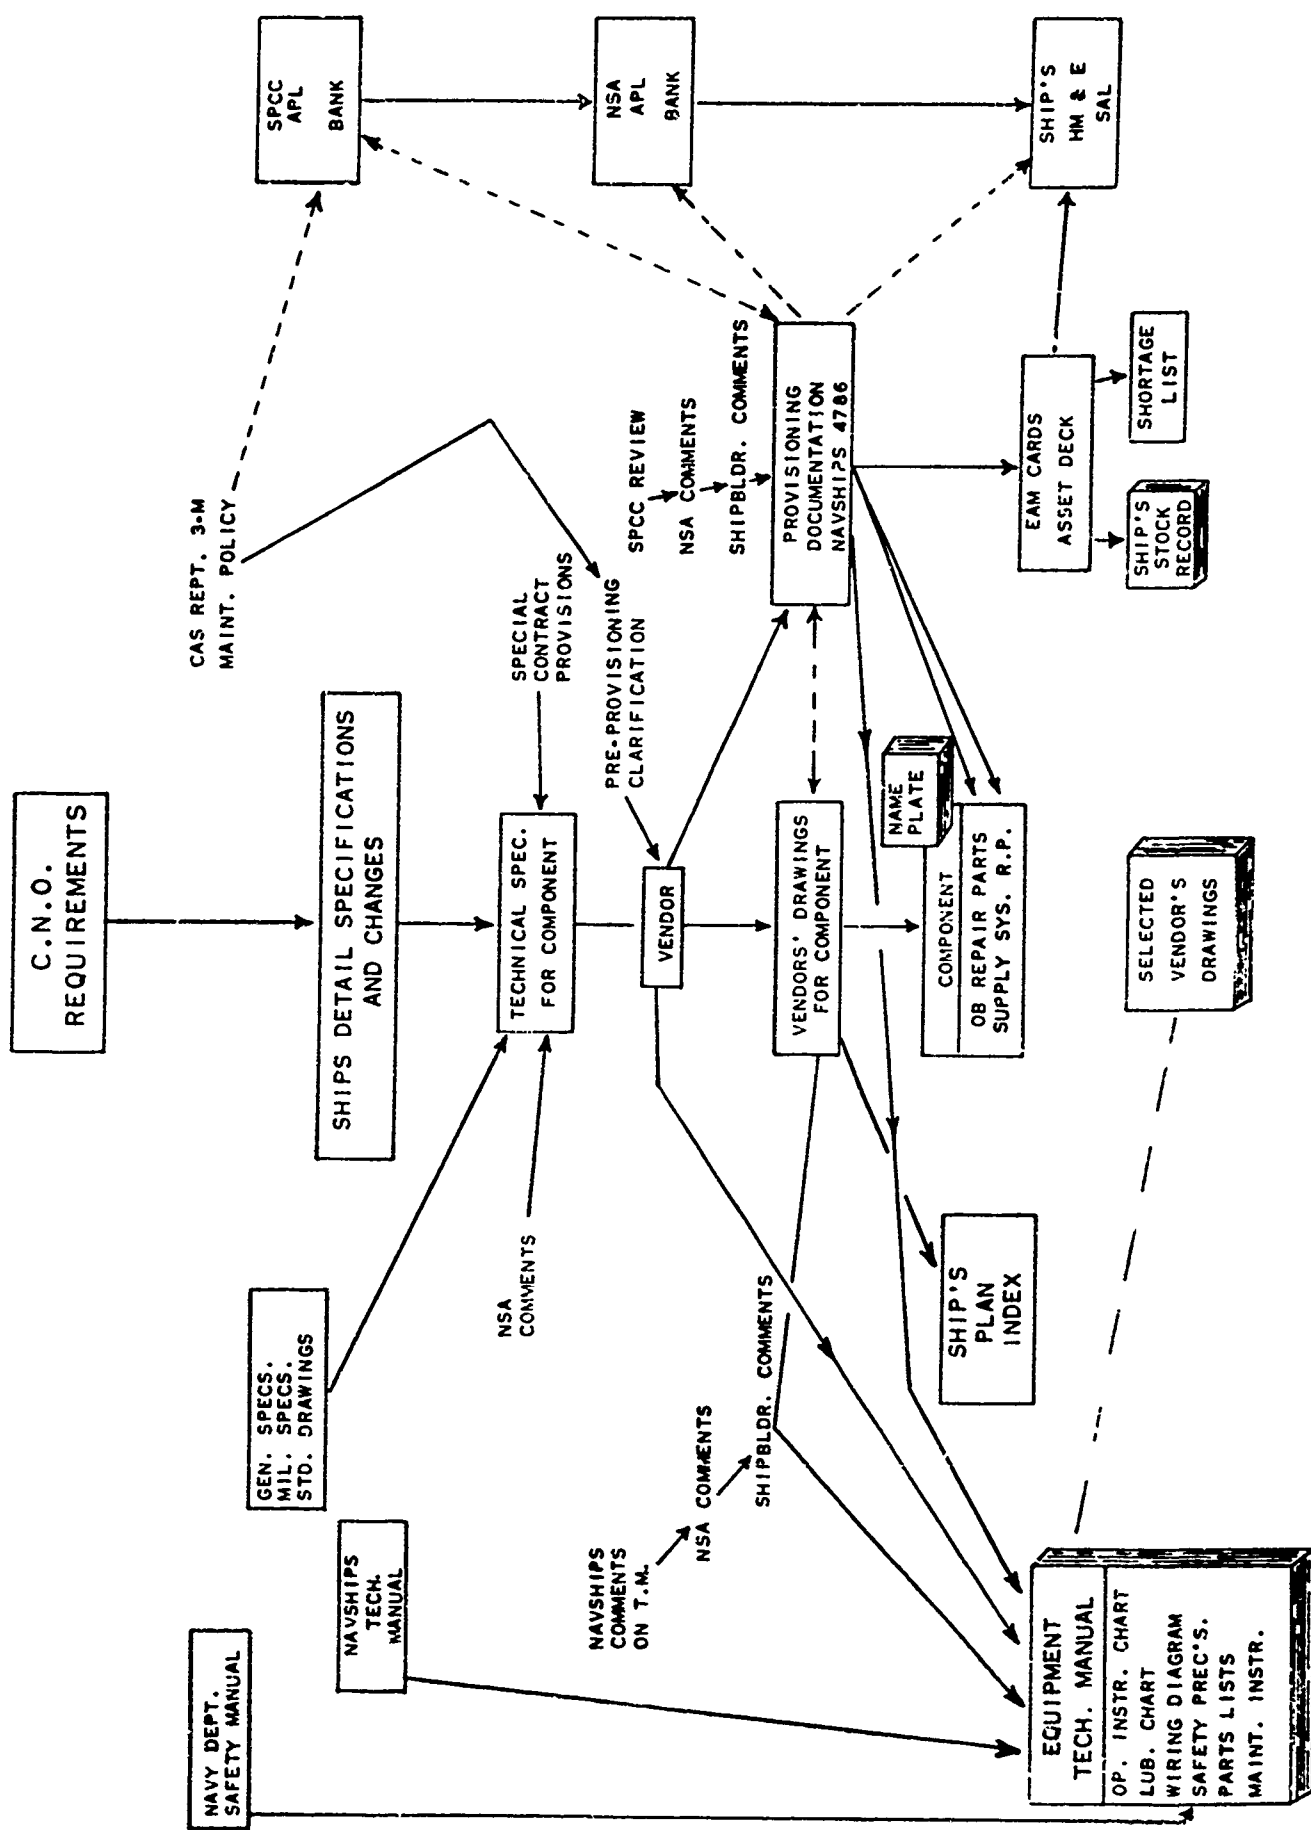 C.N.O.
REQUIREMENTS
SHIPS DETAIL SPECIFICATIONS
AND CHANGES
NAVY DEPT.
SAFETY MANUAL
GEN. SPECS.
MIL. SPECS.
STD. DRAWINGS
NAVSHIPS
TECH.
MANUAL
CAS REPT. 3-M
MAINT. POLICY
SPCC
APL
BANK
NSA
COMMENTS
TECHNICAL SPEC.
FOR COMPONENT
SPECIAL
CONTRACT
PROVISIONS
PRE-PROVISIONING
CLARIFICATION
VENDOR
NAVSHIPS
COMMENTS
ON T.M.
NSA COMMENTS
SHIPBLDR. COMMENTS
SPCC REVIEW
NSA COMMENTS
SHIPBLDR. COMMENTS
NSA
APL
BANK
VENDORS' DRAWINGS
FOR COMPONENT
PROVISIONING
DOCUMENTATION
NAVSHIPS 4786
NAME
PLATE
COMPONENT
OB REPAIR PARTS
SUPPLY SYS. R.P.
SHIP'S
PLAN
INDEX
EAM CARDS
ASSET DECK
SHIP'S
HM & E
SAL
EQUIPMENT
TECH. MANUAL
OP. INSTR. CHART
LUB. CHART
WIRING DIAGRAM
SAFETY PREC'S.
PARTS LISTS
MAINT. INSTR.
SELECTED
VENDOR'S
DRAWINGS
SHIP'S
STOCK
RECORD
SHORTAGE
LIST